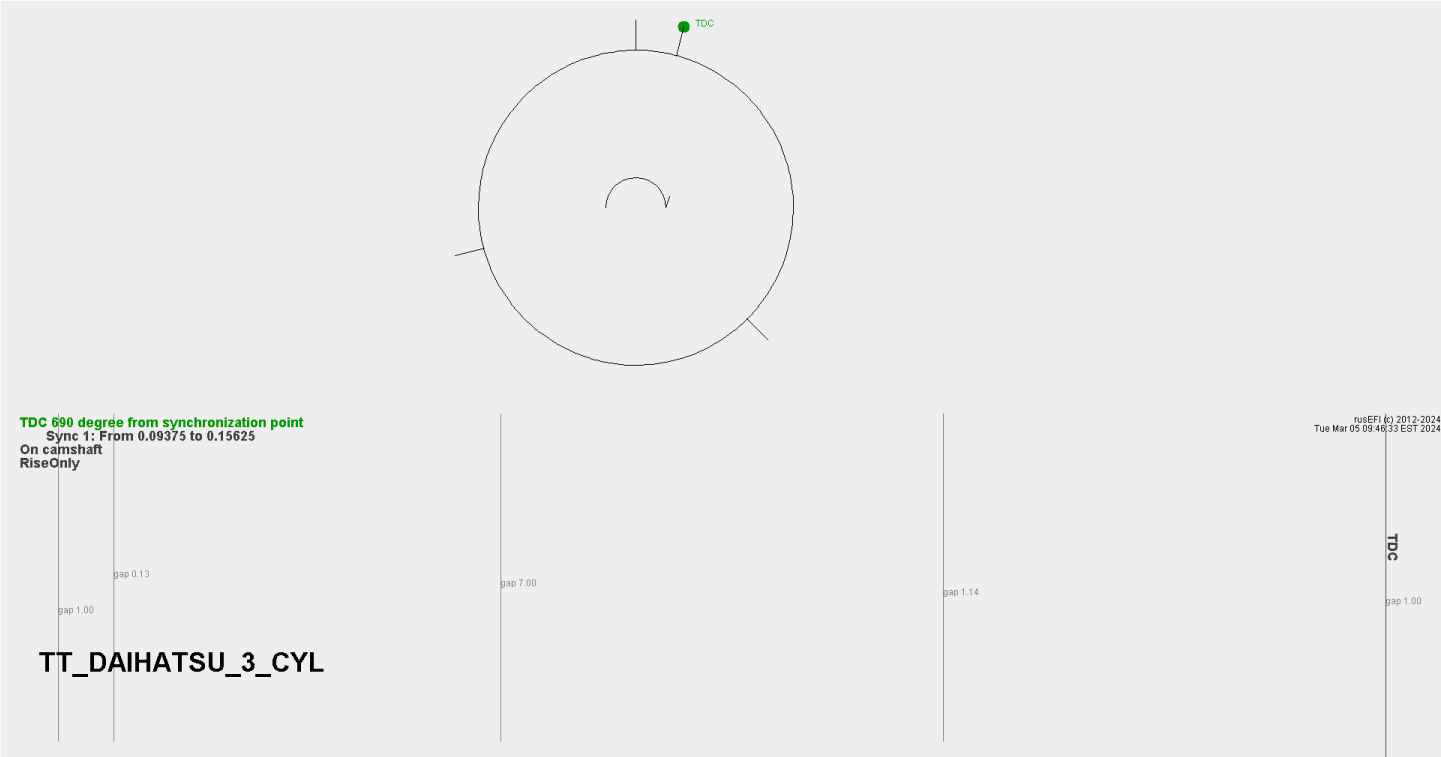 TDC
TDC 690 degree from synchronization point
Sync 1: From 0.09375 to 0.15625
On camshaft
RiseOnly
rusEFI (c) 2012-2024
Tue Mar 05 09:46:33 EST 2024
TDC
gap 0.13
gap 7.00
gap 1.14
gap 1.00
gap 1.00
TT_DAIHATSU_3_CYL